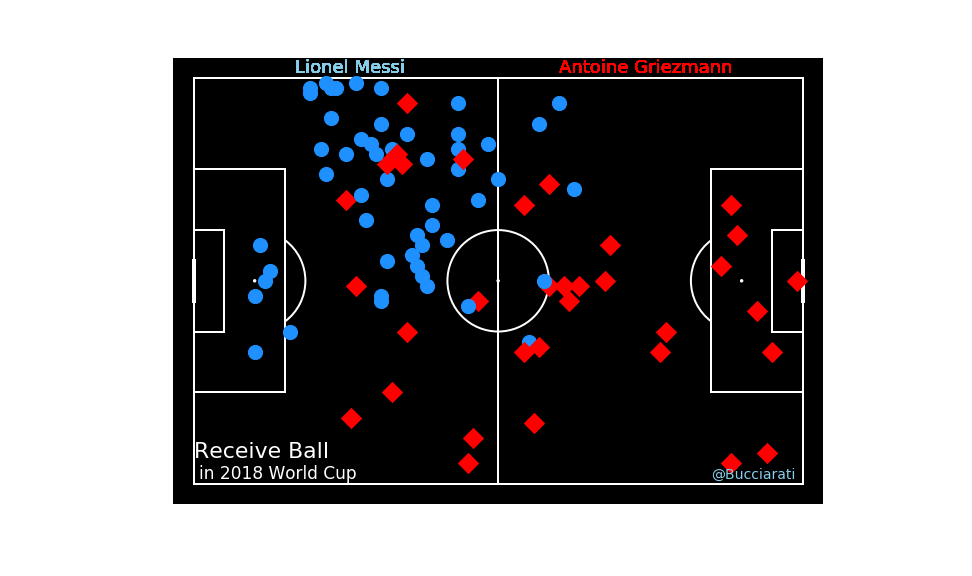 Lionel Messi
Antoine Griezmann
Receive Ball
in 2018 World Cup
@Bucciarati